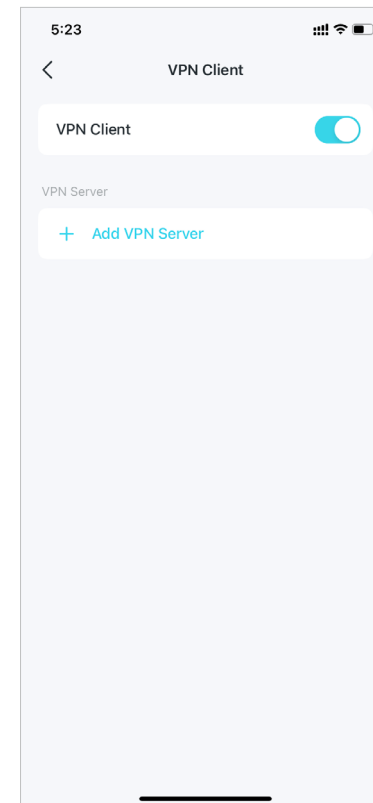 5:23
VPN Client
VPN Client
VPN Server
+ Add VPN Server